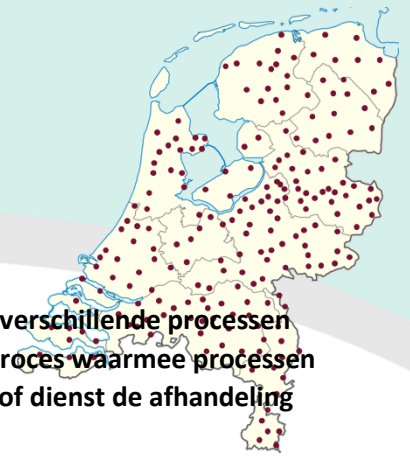 verschillende processen
roces waarmee processen
of dienst de afhandeling